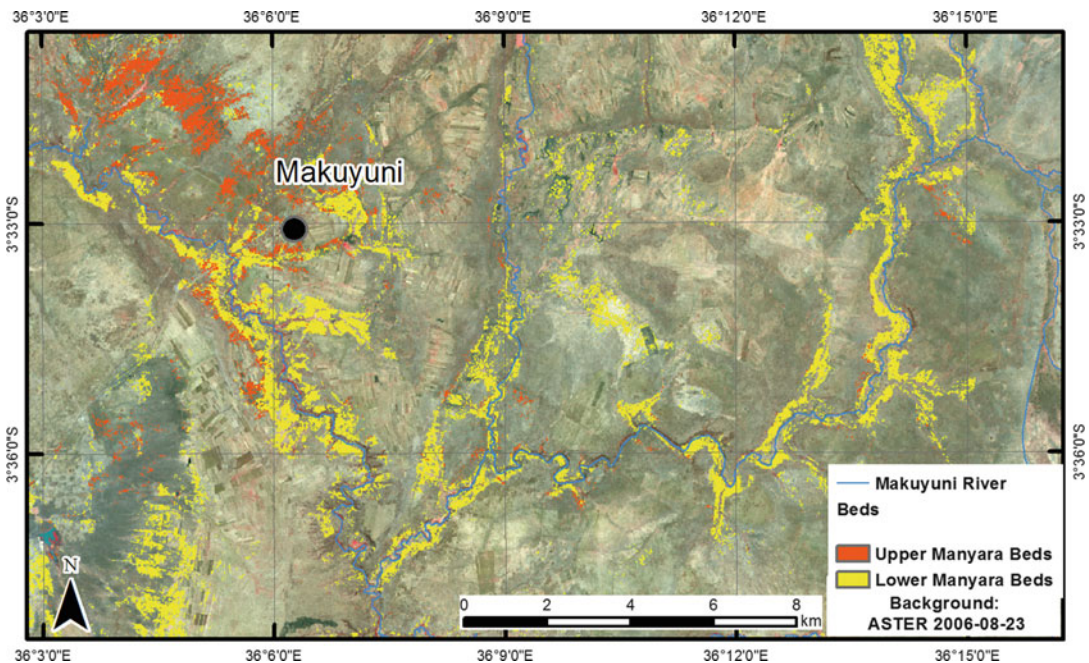 36°3'0"E 36°6'0"E 36°9'0"E 36°12'0"E 36°15'0"E
Makuyuni
3°33'0"S 3°33'0"S
3°36'0"S 3°36'0"S
Makuyuni River
Beds
Upper Manyara Beds
Lower Manyara Beds
Background:
ASTER 2006-08-23
N
0 2 4 6 8
km
36°3'0"E 36°6'0"E 36°9'0"E 36°12'0"E 36°15'0"E